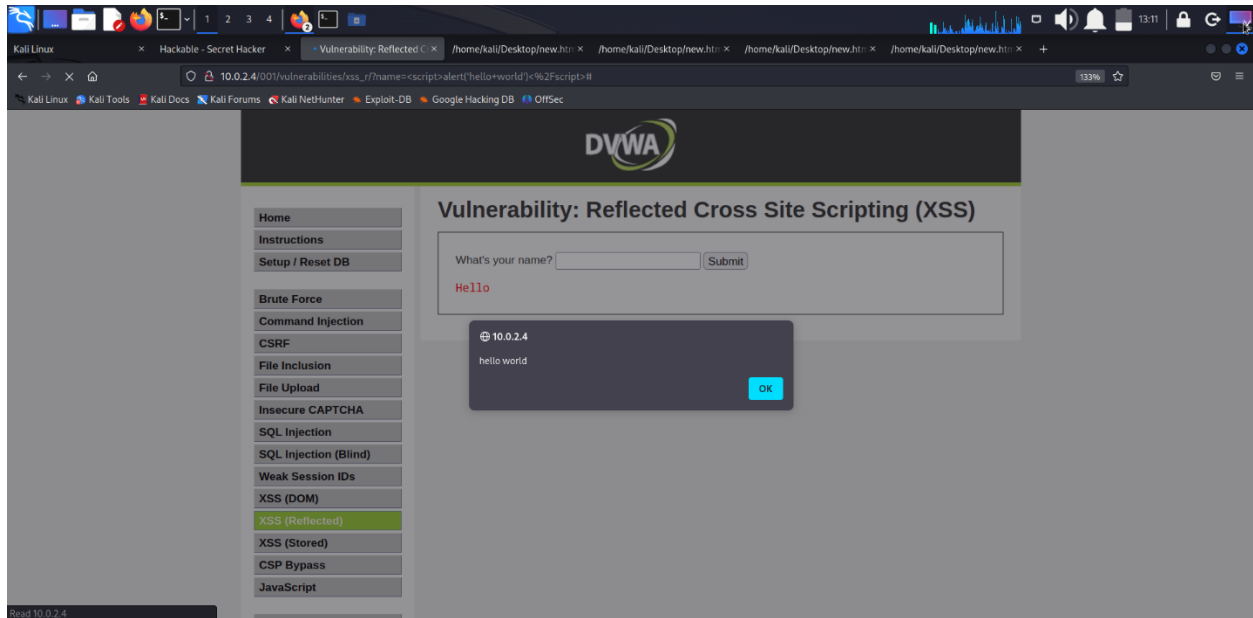 1 2 3 4
13:11
Kali Linux × Hackable - Secret Hacker × Vulnerability: Reflected C × /home/kali/Desktop/new.htm × /home/kali/Desktop/new.htm × /home/kali/Desktop/new.htm × /home/kali/Desktop/new.htm × +
10.0.2.4/001/vulnerabilities/xss_r/?name=<script>alert('hello+world')<%2Fscript># 133%
Kali Linux Kali Tools Kali Docs Kali Forums Kali NetHunter Exploit-DB Google Hacking DB OffSec
DVWA
Home
Instructions
Setup / Reset DB
Brute Force
Command Injection
CSRF
File Inclusion
File Upload
Insecure CAPTCHA
SQL Injection
SQL Injection (Blind)
Weak Session IDs
XSS (DOM)
XSS (Reflected)
XSS (Stored)
CSP Bypass
JavaScript
Vulnerability: Reflected Cross Site Scripting (XSS)
What's your name? Submit
Hello
10.0.2.4
hello world
OK
Read 10.0.2.4